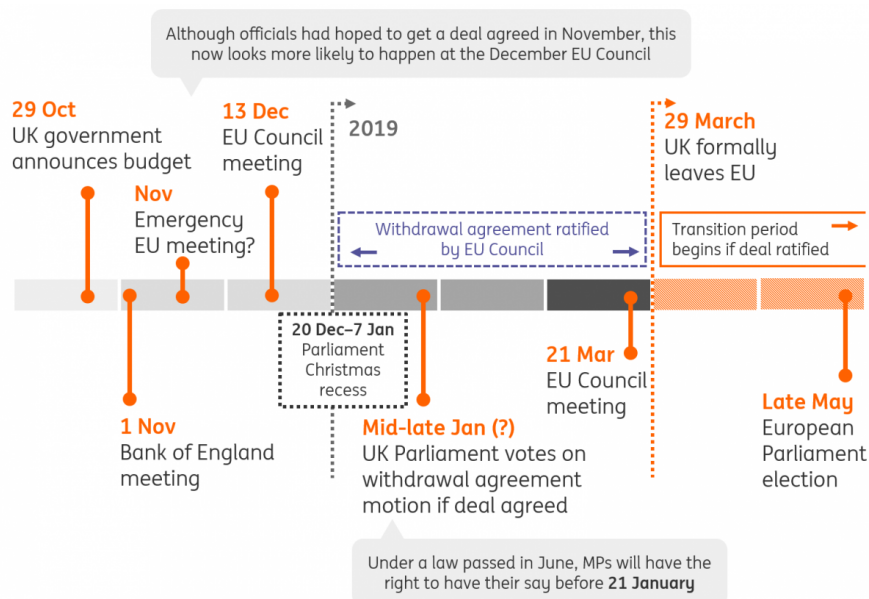 Although officials had hoped to get a deal agreed in November, this
now looks more likely to happen at the December EU Council
29 Oct
UK government
announces budget
Nov
Emergency
EU meeting?
13 Dec
EU Council
meeting
2019
29 March
UK formally
leaves EU
Withdrawal agreement ratified
by EU Council
Transition period
begins if deal ratified
20 Dec–7 Jan
Parliament
Christmas
recess
1 Nov
Bank of England
meeting
Mid-late Jan (?)
UK Parliament votes on
withdrawal agreement
motion if deal agreed
21 Mar
EU Council
meeting
Late May
European
Parliament
election
Under a law passed in June, MPs will have the
right to have their say before 21 January